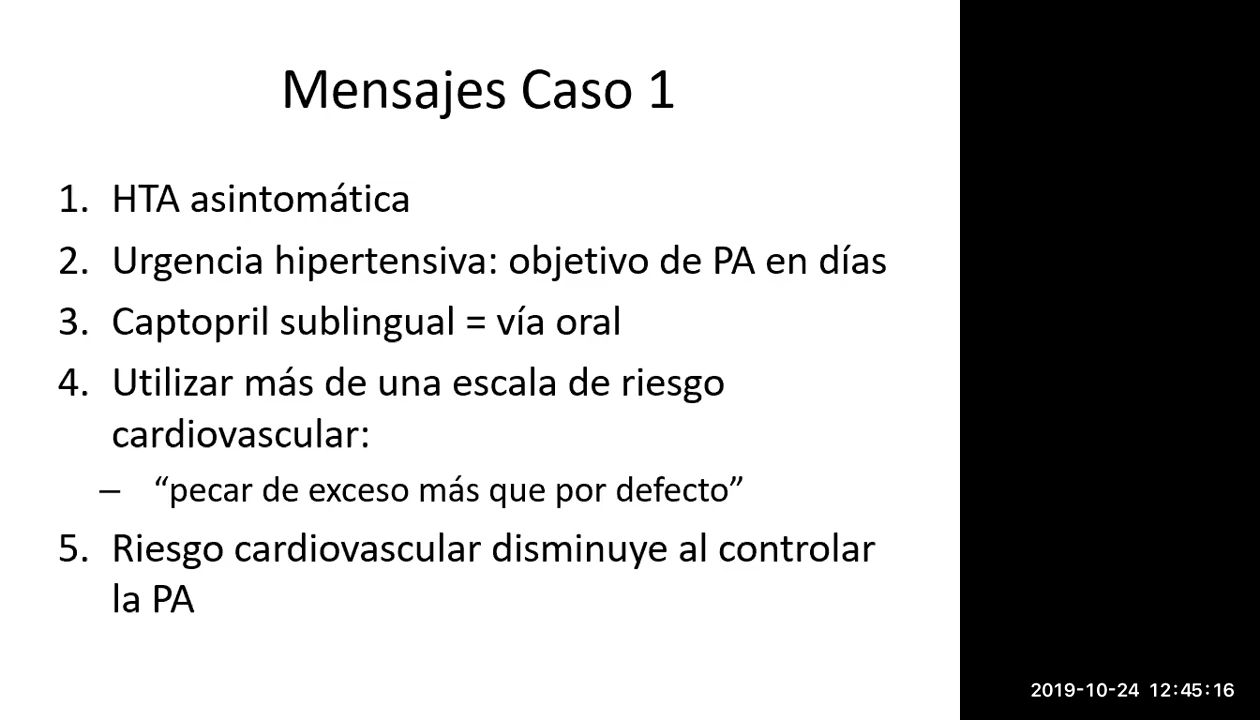 Mensajes Caso 1
1. HTA asintomática
2. Urgencia hipertensiva: objetivo de PA en días
3. Captopril sublingual = vía oral
4. Utilizar más de una escala de riesgo
cardiovascular:
– “pecar de exceso más que por defecto”
5. Riesgo cardiovascular disminuye al controlar
la PA
2019-10-24 12:45:16